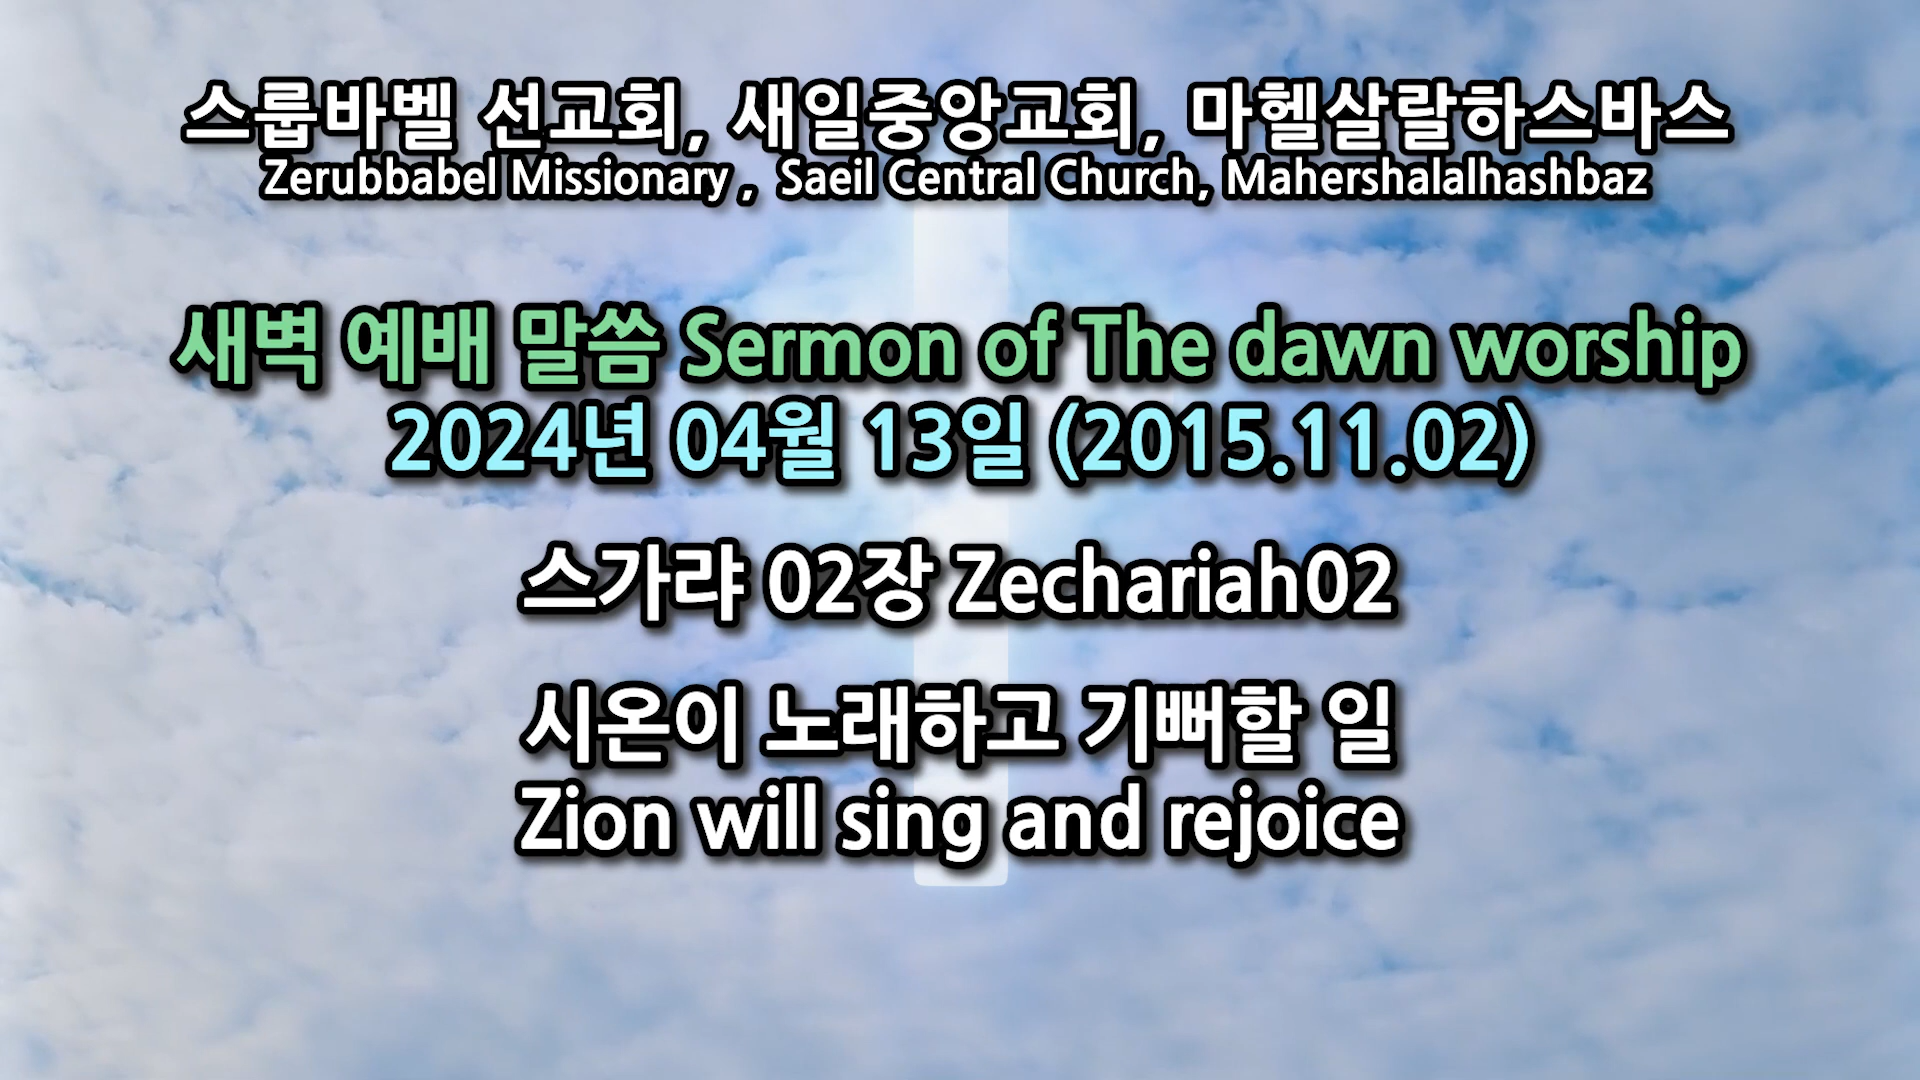 스룹바벨 선교회, 새일중앙교회, 마헬살랄하스바스
Zerubbabel Missionary , Saeil Central Church, Mahershalalhashbaz
새벽 예배 말씀 Sermon of The dawn worship
2024년 04월 13일 (2015.11.02)
스가랴 02장 Zechariah02
시온이 노래하고 기뻐할 일
Zion will sing and rejoice